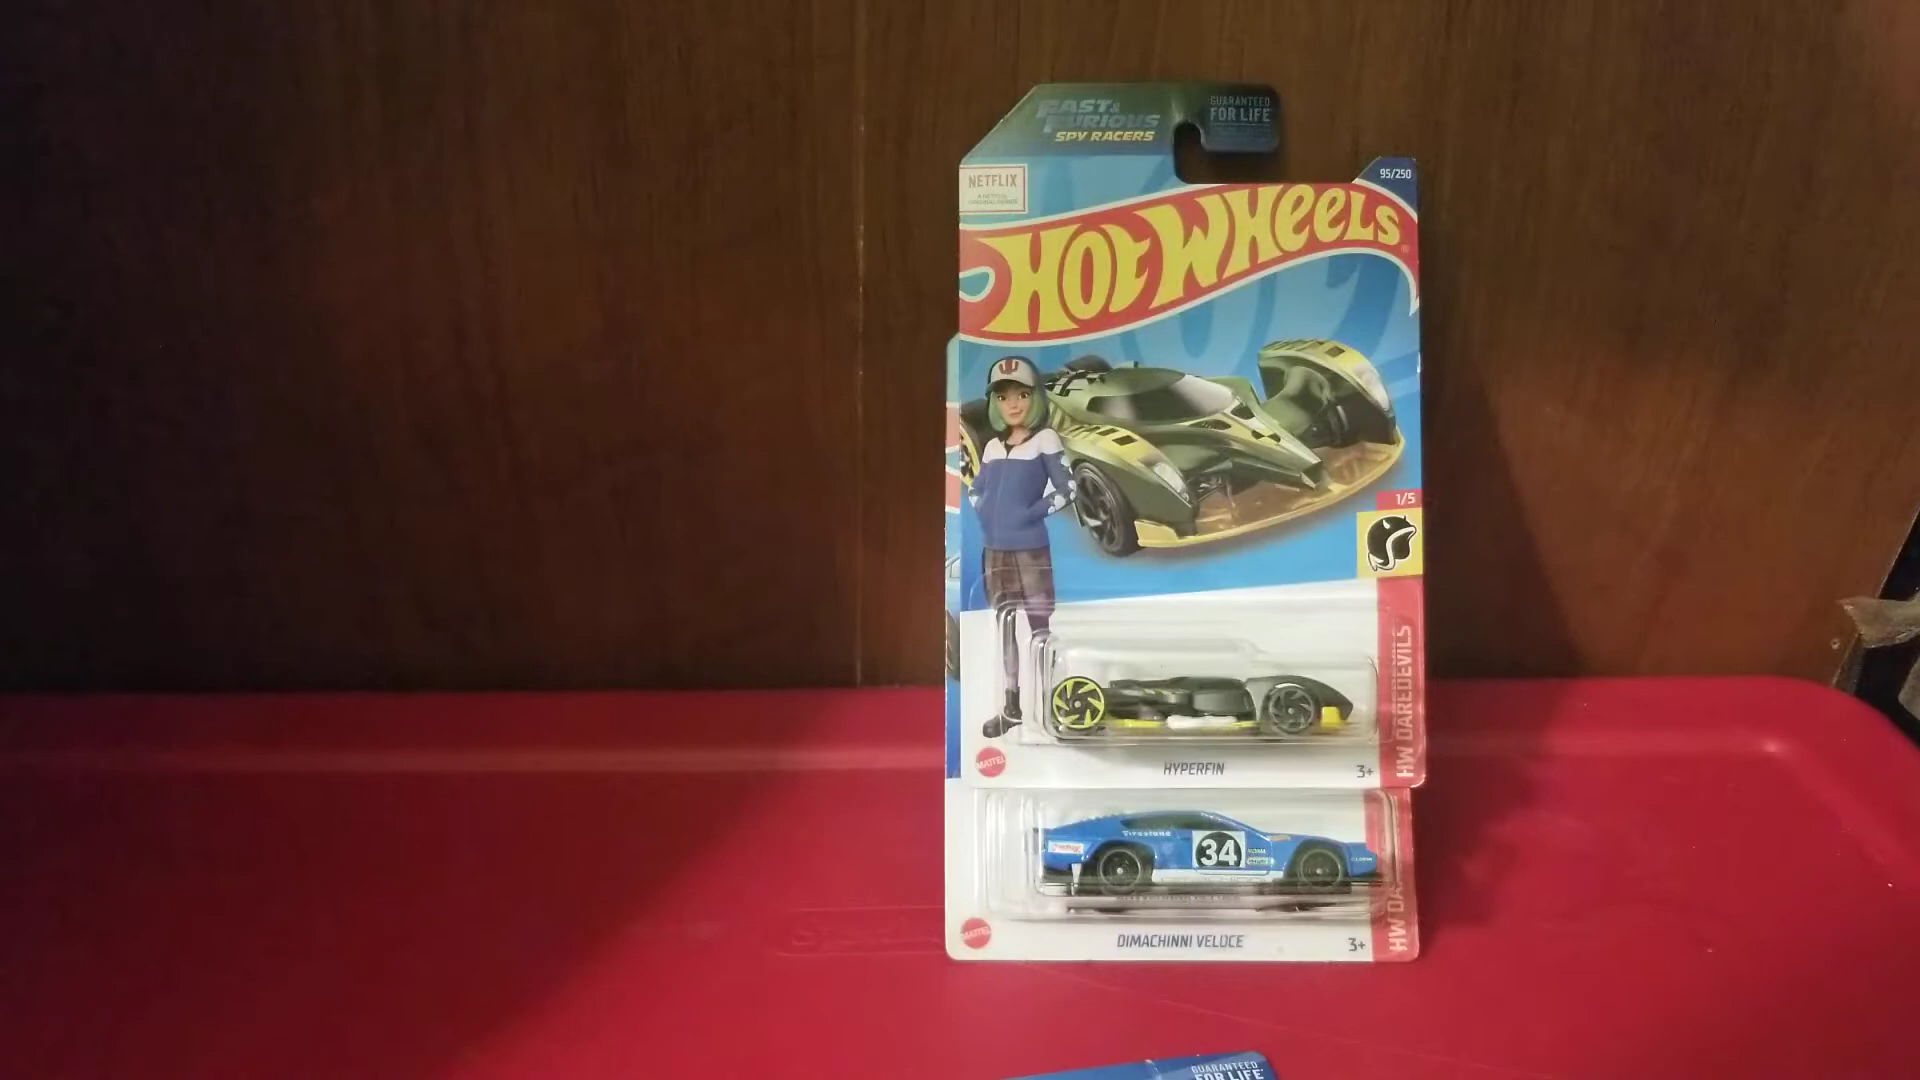 FAST &
FURIOUS
SPY RACERS
GUARANTEED
FOR LIFE
NETFLIX
95/250
HOT WHEELS
1/5
HW DAREDEVILS
MATTEL
HYPERFIN
3+
Firestone
34
MATTEL
DIMACHINNI VELOCE
3+
HW DA
GUARANTEED
FOR LIFE